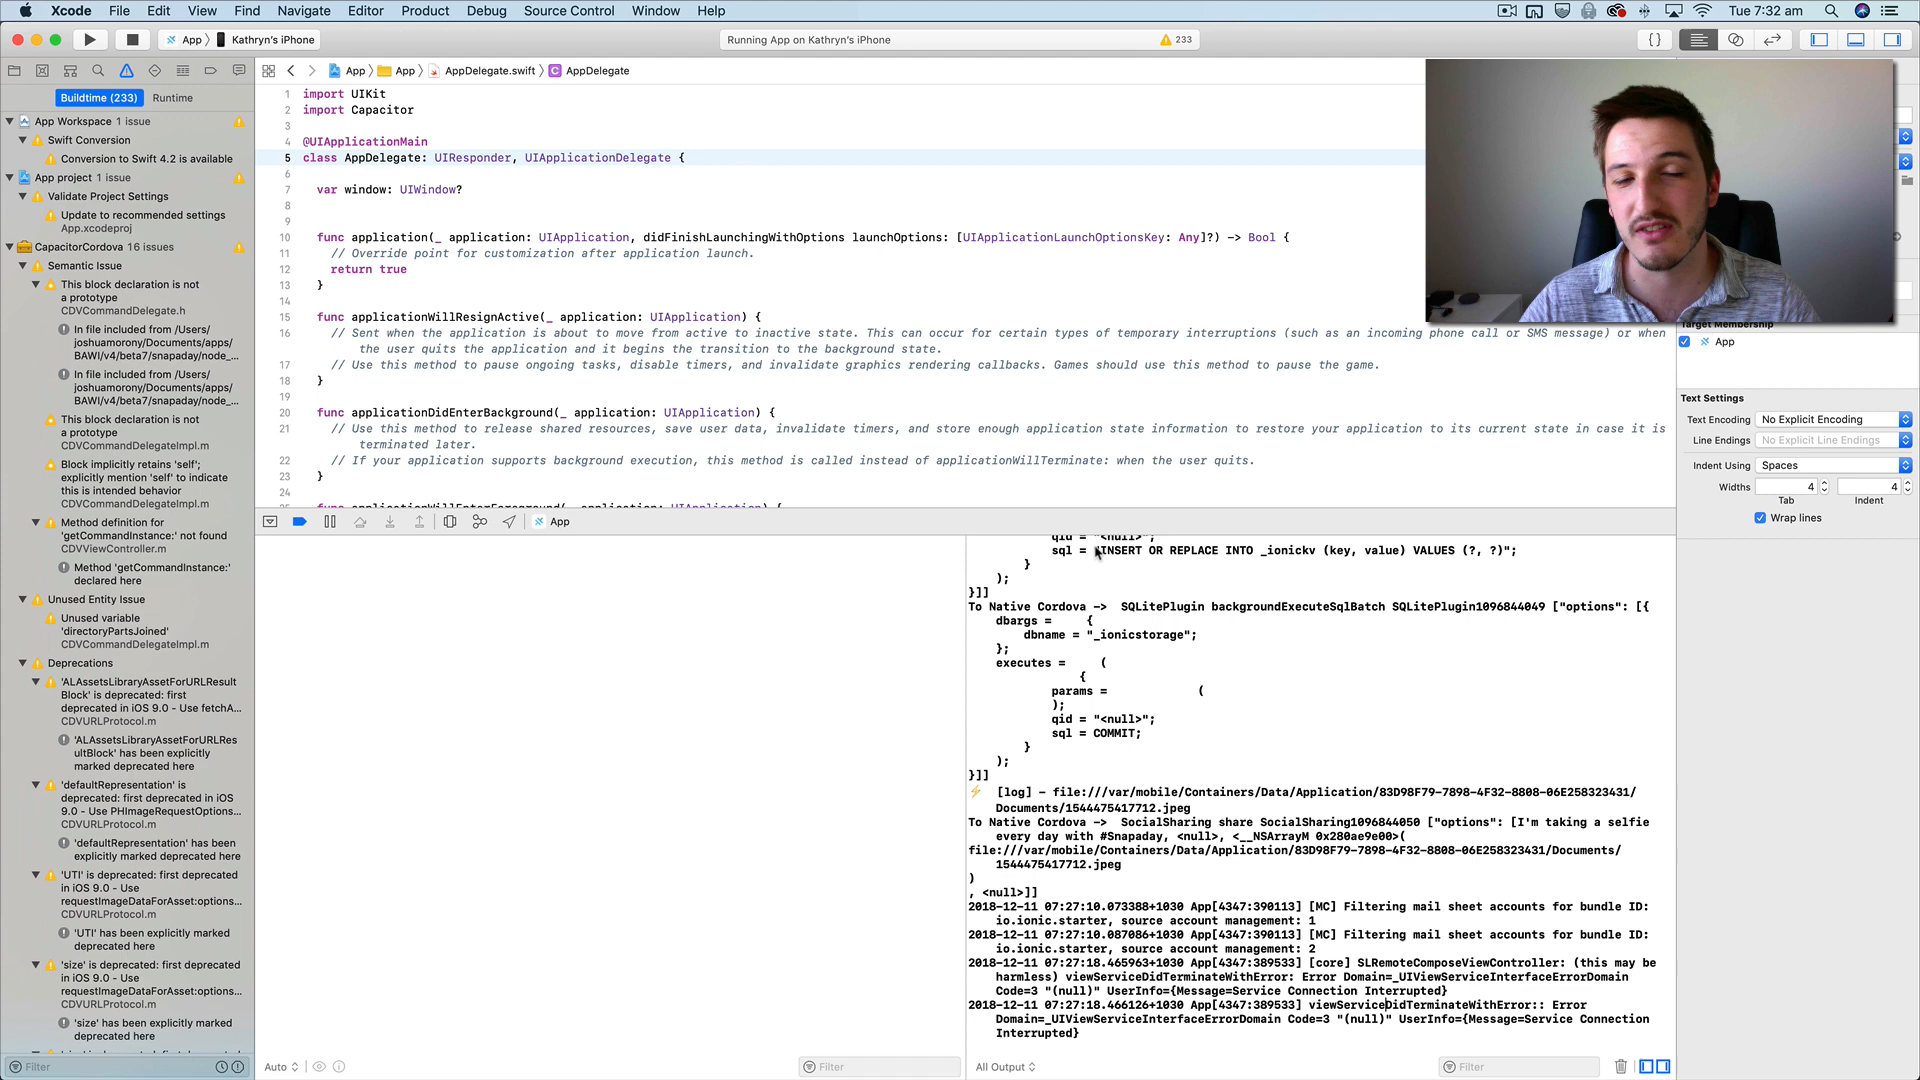 Xcode File Edit View Find Navigate Editor Product Debug Source Control Window Help Tue 7:32 am
App Kathryn's iPhone Running App on Kathryn's iPhone 233 { }
App App AppDelegate.swift C AppDelegate
Buildtime (233) Runtime
App Workspace 1 issue
Swift Conversion
Conversion to Swift 4.2 is available
App project 1 issue
Validate Project Settings
Update to recommended settings
App.xcodeproj
CapacitorCordova 16 issues
Semantic Issue
This block declaration is not
a prototype
CDVCommandDelegate.h
In file included from /Users/
joshuamorony/Documents/apps/
BAWI/v4/beta7/snapaday/node_...
In file included from /Users/
joshuamorony/Documents/apps/
BAWI/v4/beta7/snapaday/node_...
This block declaration is not
a prototype
CDVCommandDelegateImpl.m
Block implicitly retains 'self';
explicitly mention 'self' to indicate
this is intended behavior
CDVCommandDelegateImpl.m
Method definition for
'getCommandInstance:' not found
CDVViewController.m
Method 'getCommandInstance:'
declared here
Unused Entity Issue
Unused variable
'directoryPartsJoined'
CDVCommandDelegateImpl.m
Deprecations
'ALAssetsLibraryAssetForURLResult
Block' is deprecated: first
deprecated in iOS 9.0 - Use fetchA...
CDVURLProtocol.m
'ALAssetsLibraryAssetForURLRes
ultBlock' has been explicitly
marked deprecated here
'defaultRepresentation' is
deprecated: first deprecated in iOS
9.0 - Use PHImageRequestOptions...
CDVURLProtocol.m
'defaultRepresentation' has been
explicitly marked deprecated here
'UTI' is deprecated: first deprecated
in iOS 9.0 - Use
requestImageDataForAsset:options...
CDVURLProtocol.m
'UTI' has been explicitly marked
deprecated here
'size' is deprecated: first deprecated
in iOS 9.0 - Use
requestImageDataForAsset:options...
CDVURLProtocol.m
'size' has been explicitly marked
deprecated here
Filter
1 import UIKit
2 import Capacitor
3
4 @UIApplicationMain
5 class AppDelegate: UIResponder, UIApplicationDelegate {
6
7 var window: UIWindow?
8
9
10 func application(_ application: UIApplication, didFinishLaunchingWithOptions launchOptions: [UIApplicationLaunchOptionsKey: Any]?) -> Bool {
11 // Override point for customization after application launch.
12 return true
13 }
14
15 func applicationWillResignActive(_ application: UIApplication) {
16 // Sent when the application is about to move from active to inactive state. This can occur for certain types of temporary interruptions (such as an incoming phone call or SMS message) or when
the user quits the application and it begins the transition to the background state.
17 // Use this method to pause ongoing tasks, disable timers, and invalidate graphics rendering callbacks. Games should use this method to pause the game.
18 }
19
20 func applicationDidEnterBackground(_ application: UIApplication) {
21 // Use this method to release shared resources, save user data, invalidate timers, and store enough application state information to restore your application to its current state in case it is
terminated later.
22 // If your application supports background execution, this method is called instead of applicationWillTerminate: when the user quits.
23 }
24
func applicationWillEnterForeground(_ application: UIApplication) {
App
qid = "<null>";
sql = "INSERT OR REPLACE INTO _ionickv (key, value) VALUES (?, ?)";
}
);
}]]
To Native Cordova -> SQLitePlugin backgroundExecuteSqlBatch SQLitePlugin1096844049 ["options": [{
dbargs = {
dbname = "_ionicstorage";
};
executes = (
{
params = (
);
qid = "<null>";
sql = COMMIT;
}
);
}]]
⚡ [log] - file:///var/mobile/Containers/Data/Application/83D98F79-7898-4F32-8808-06E258323431/
Documents/1544475417712.jpeg
To Native Cordova -> SocialSharing share SocialSharing1096844050 ["options": [I'm taking a selfie
every day with #Snapaday, <null>, <__NSArrayM 0x280ae9e00>(
file:///var/mobile/Containers/Data/Application/83D98F79-7898-4F32-8808-06E258323431/Documents/
1544475417712.jpeg
)
, <null>]]
2018-12-11 07:27:10.073388+1030 App[4347:390113] [MC] Filtering mail sheet accounts for bundle ID:
io.ionic.starter, source account management: 1
2018-12-11 07:27:10.087086+1030 App[4347:390113] [MC] Filtering mail sheet accounts for bundle ID:
io.ionic.starter, source account management: 2
2018-12-11 07:27:18.465963+1030 App[4347:389533] [core] SLRemoteComposeViewController: (this may be
harmless) viewServiceDidTerminateWithError: Error Domain=_UIViewServiceInterfaceErrorDomain
Code=3 "(null)" UserInfo={Message=Service Connection Interrupted}
2018-12-11 07:27:18.466126+1030 App[4347:389533] viewServiceDidTerminateWithError:: Error
Domain=_UIViewServiceInterfaceErrorDomain Code=3 "(null)" UserInfo={Message=Service Connection
Interrupted}
Auto Filter All Output Filter
Target Membership
App
Text Settings
Text Encoding No Explicit Encoding
Line Endings No Explicit Line Endings
Indent Using Spaces
Widths 4 4
Tab Indent
Wrap lines